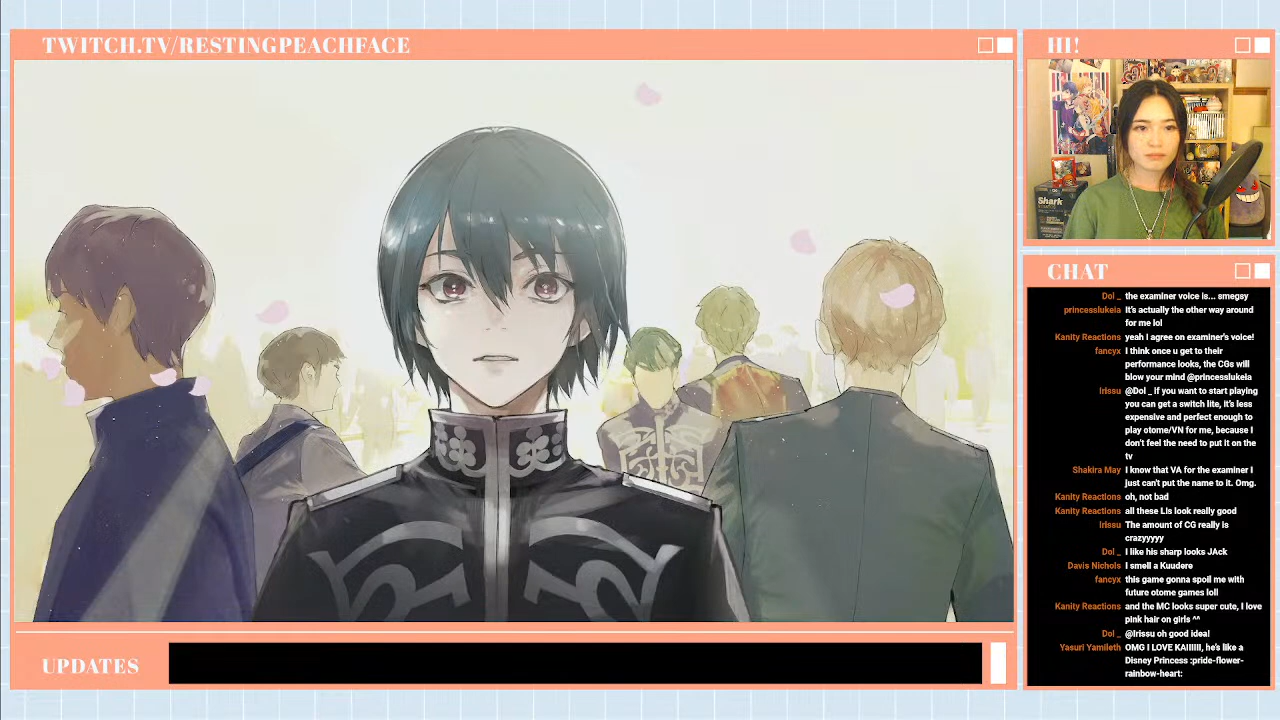 TWITCH.TV/RESTINGPEACHFACE
HI!
Shark
CHAT
Dol _ the examiner voice is... smegsy
princesslukeia It's actually the other way around
for me lol
Kanity Reactions yeah I agree on examiner's voice!
fancyx I think once u get to their
performance looks, the CGs will
blow your mind @princesslukeia
Irissu @Dol _ if you want to start playing
you can get a switch lite, it's less
expensive and perfect enough to
play otome/VN for me, because I
don't feel the need to put it on the
tv
Shakira May I know that VA for the examiner I
just can't put the name to it. Omg.
Kanity Reactions oh, not bad
Kanity Reactions all these LIs look really good
Irissu The amount of CG really is
crazyyyyy
Dol _ I like his sharp looks JAck
Davis Nichols I smell a Kuudere
fancyx this game gonna spoil me with
future otome games loll
Kanity Reactions and the MC looks super cute, I love
pink hair on girls ^^
Dol _ @Irissu oh good idea!
Yasuri Yamileth OMG I LOVE KAIIIIII, he's like a
Disney Princess :pride-flower-
rainbow-heart:
UPDATES